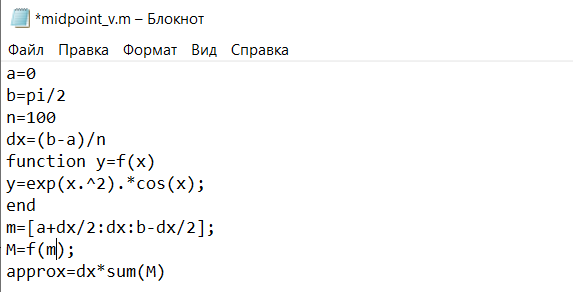 *midpoint_v.m – Блокнот
Файл Правка Формат Вид Справка
a=0
b=pi/2
n=100
dx=(b-a)/n
function y=f(x)
y=exp(x.^2).*cos(x);
end
m=[a+dx/2:dx:b-dx/2];
M=f(m);
approx=dx*sum(M)